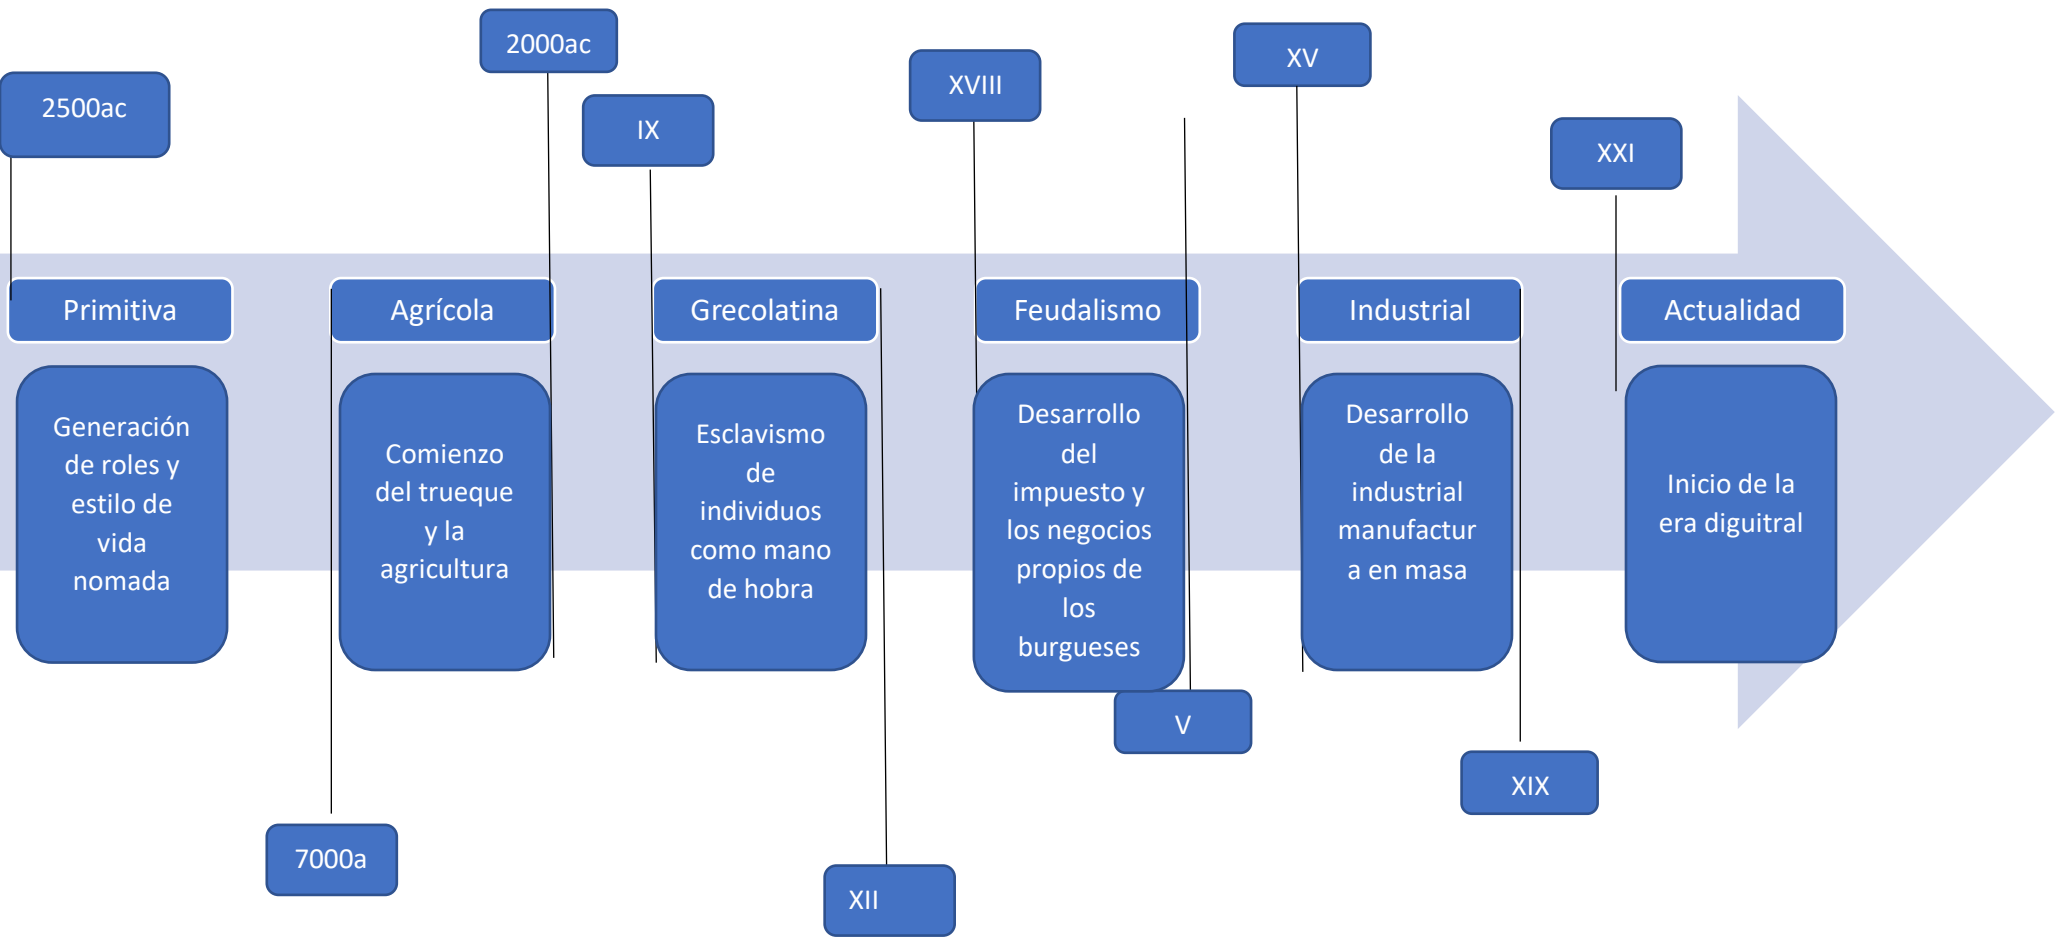 2000ac
XV
XVIII
2500ac
IX
XXI
Primitiva
Agrícola
Grecolatina
Feudalismo
Industrial
Actualidad
Generación
de roles y
estilo de
vida
nomada
Comienzo
del trueque
y la
agricultura
Esclavismo
de
individuos
como mano
de hobra
Desarrollo
del
impuesto y
los negocios
propios de
los
burgueses
Desarrollo
de la
industrial
manufactur
a en masa
Inicio de la
era diguitral
V
XIX
7000a
XII